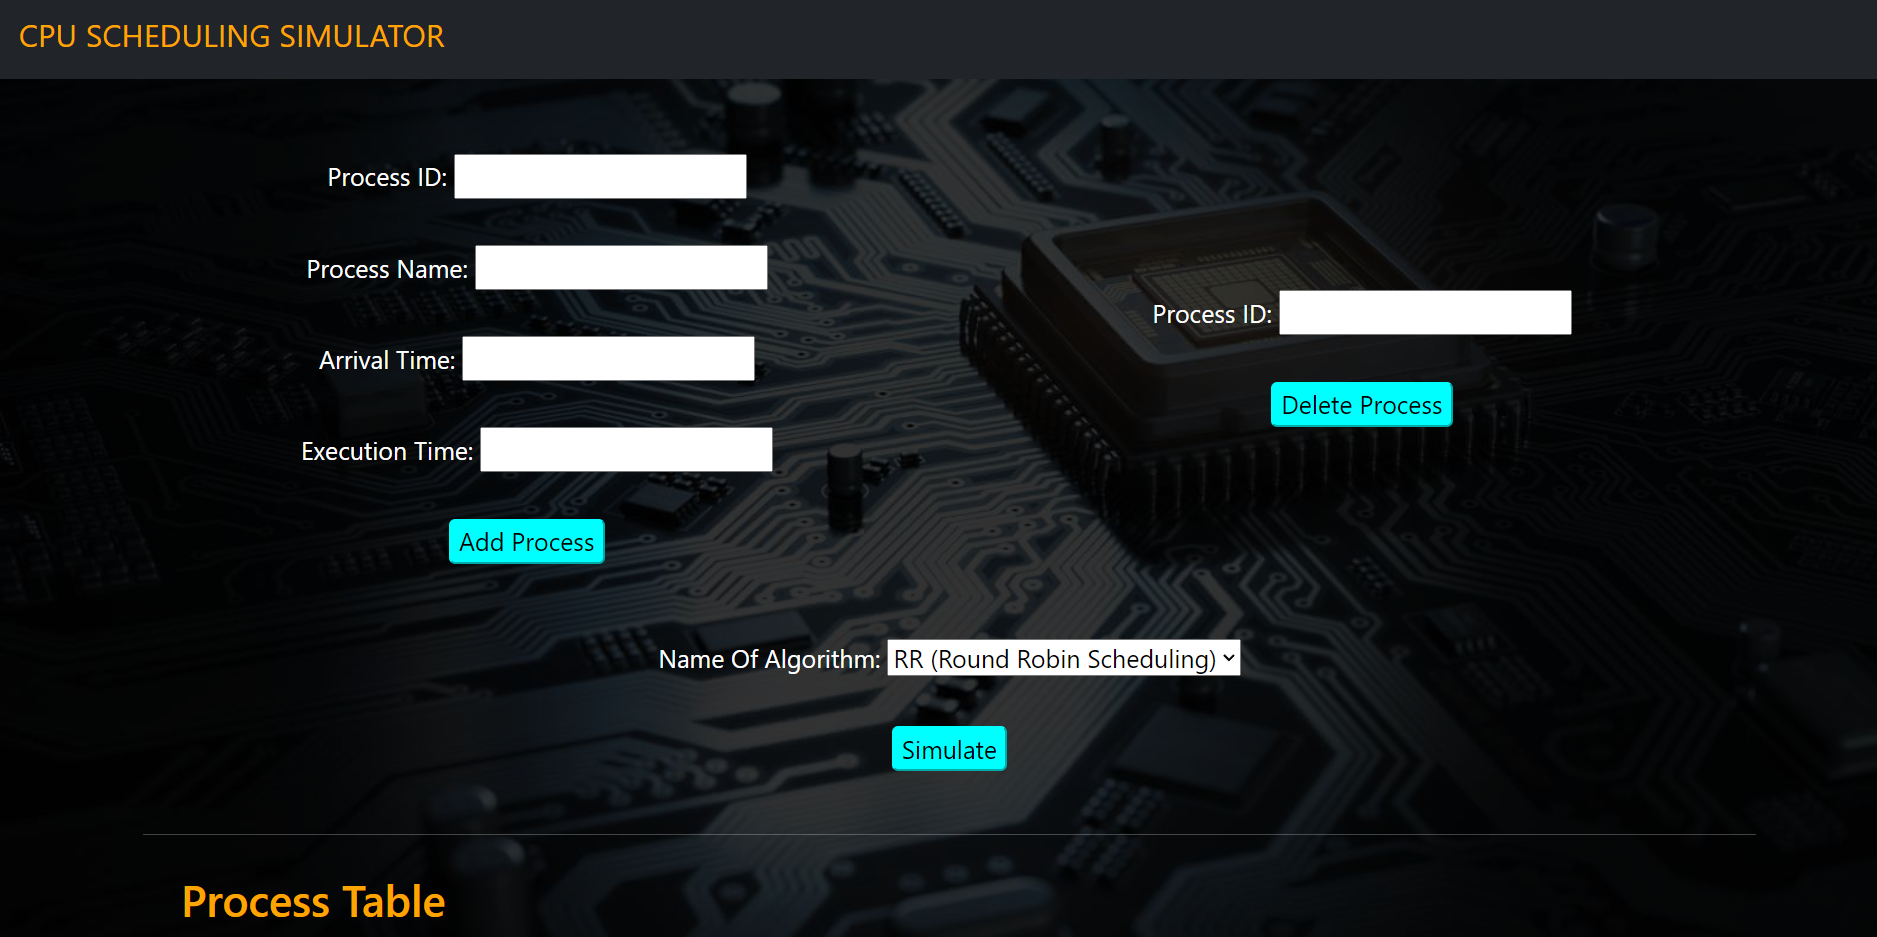 CPU SCHEDULING SIMULATOR
Process ID:
Process Name:
Arrival Time:
Execution Time:
Add Process
Process ID:
Delete Process
Name Of Algorithm: RR (Round Robin Scheduling)
Simulate
Process Table